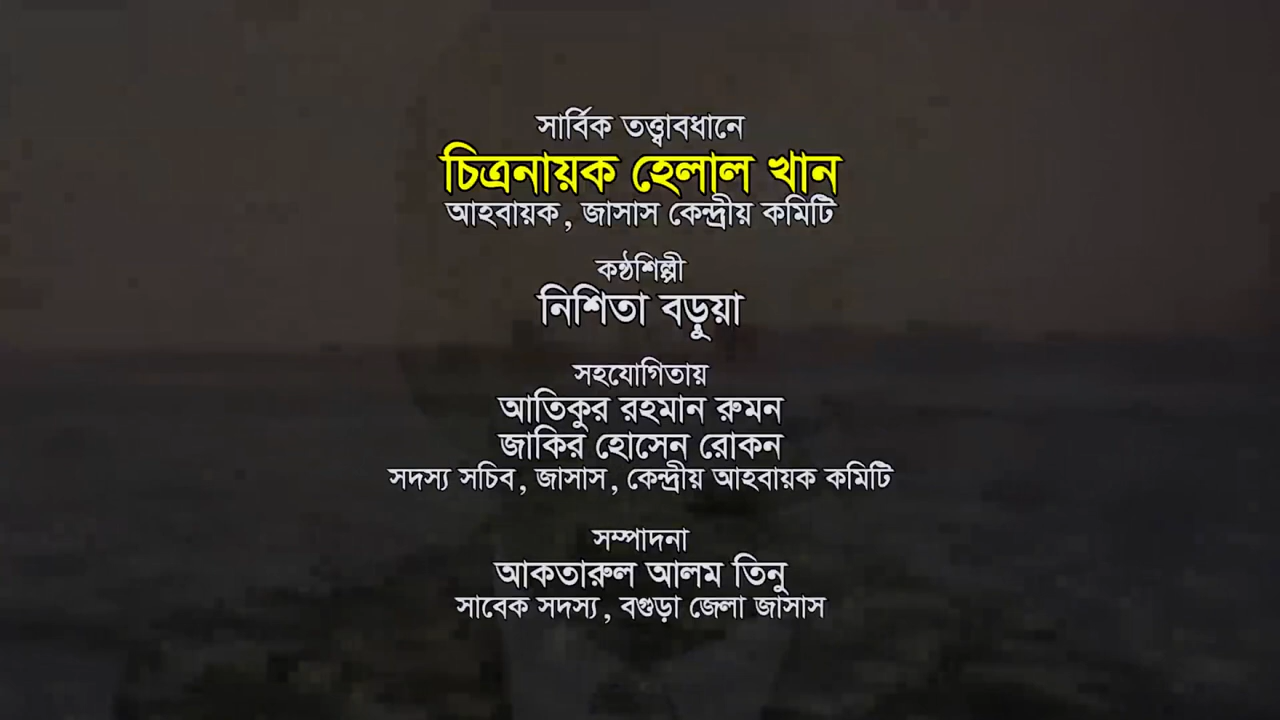 সার্বিক তত্ত্বাবধানে
চিত্রনায়ক হেলাল খান
আহবায়ক, জাসাস কেন্দ্রীয় কমিটি
কন্ঠশিল্পী
নিশিতা বড়ুয়া
সহযোগিতায়
আতিকুর রহমান রুমন
জাকির হোসেন রোকন
সদস্য সচিব, জাসাস, কেন্দ্রীয় আহবায়ক কমিটি
সম্পাদনা
আকতারুল আলম তিনু
সাবেক সদস্য, বগুড়া জেলা জাসাস